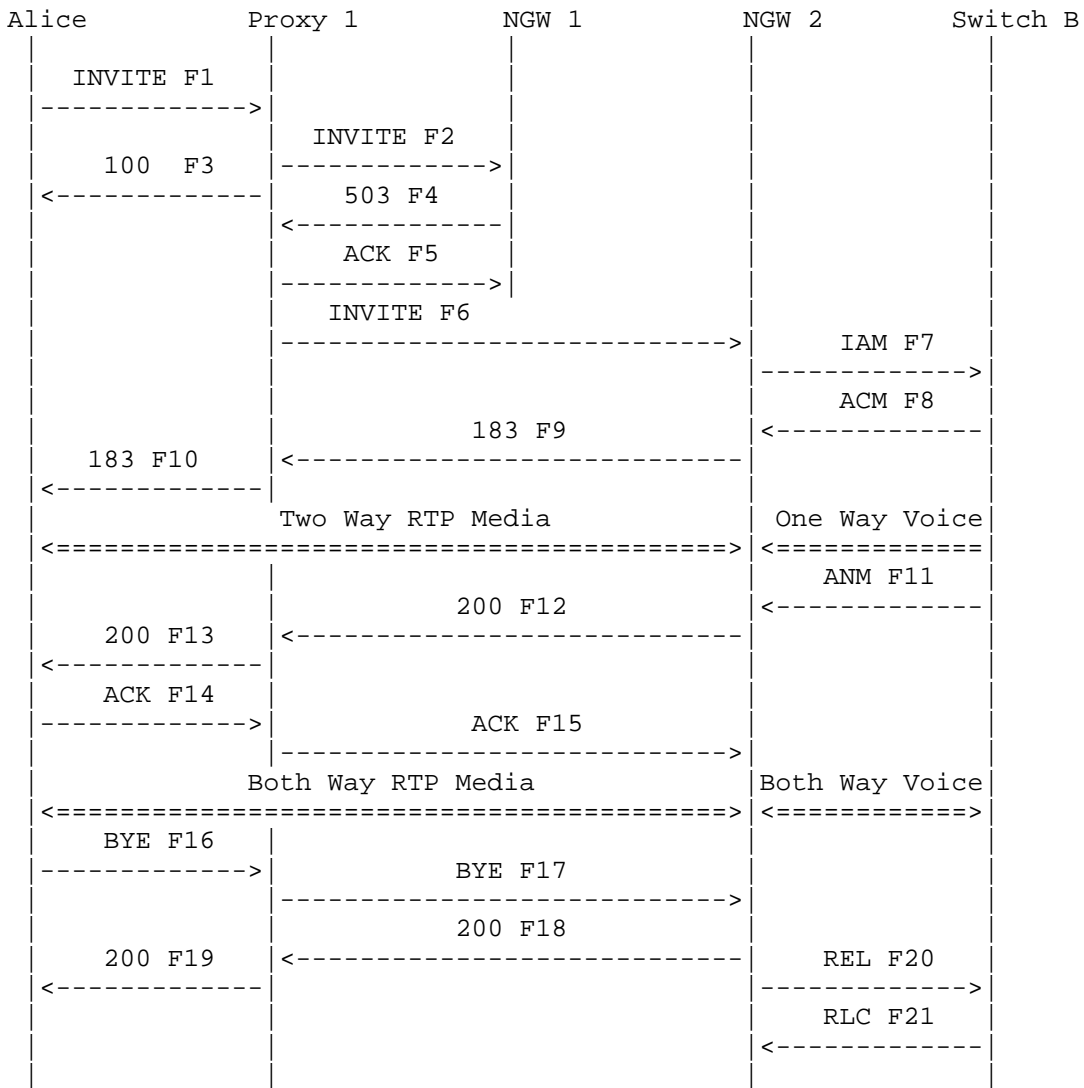 Alice Proxy 1 NGW 1 NGW 2 Switch B
INVITE F1
INVITE F2
100 F3
503 F4
ACK F5
INVITE F6
IAM F7
ACM F8
183 F9
183 F10
Two Way RTP Media One Way Voice
ANM F11
200 F12
200 F13
ACK F14
ACK F15
Both Way RTP Media Both Way Voice
BYE F16
BYE F17
200 F18
200 F19 REL F20
RLC F21